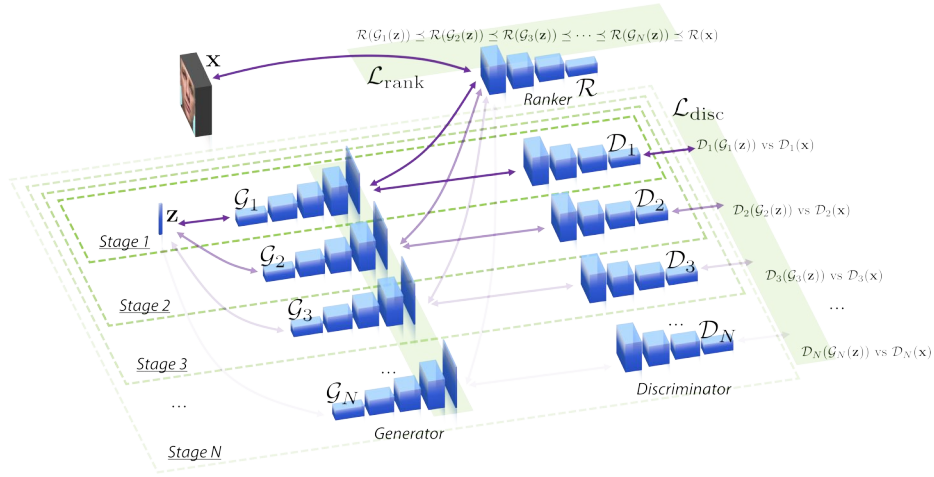 𝓡(𝓖₁(𝐳)) ⪯ 𝓡(𝓖₂(𝐳)) ⪯ 𝓡(𝓖₃(𝐳)) ⪯ ⋯ ⪯ 𝓡(𝓖_N(𝐳)) ⪯ 𝓡(𝐱)
𝐱
𝓛_rank
Ranker 𝓡
𝓛_disc
𝓓₁
𝓓₁(𝓖₁(𝐳)) vs 𝓓₁(𝐱)
𝐳
𝓖₁
Stage 1
𝓓₂
𝓓₂(𝓖₂(𝐳)) vs 𝓓₂(𝐱)
𝓖₂
Stage 2
𝓓₃
𝓓₃(𝓖₃(𝐳)) vs 𝓓₃(𝐱)
𝓖₃
...
Stage 3
...
𝓓_N
𝓓_N(𝓖_N(𝐳)) vs 𝓓_N(𝐱)
...
...
𝓖_N
Discriminator
Generator
Stage N